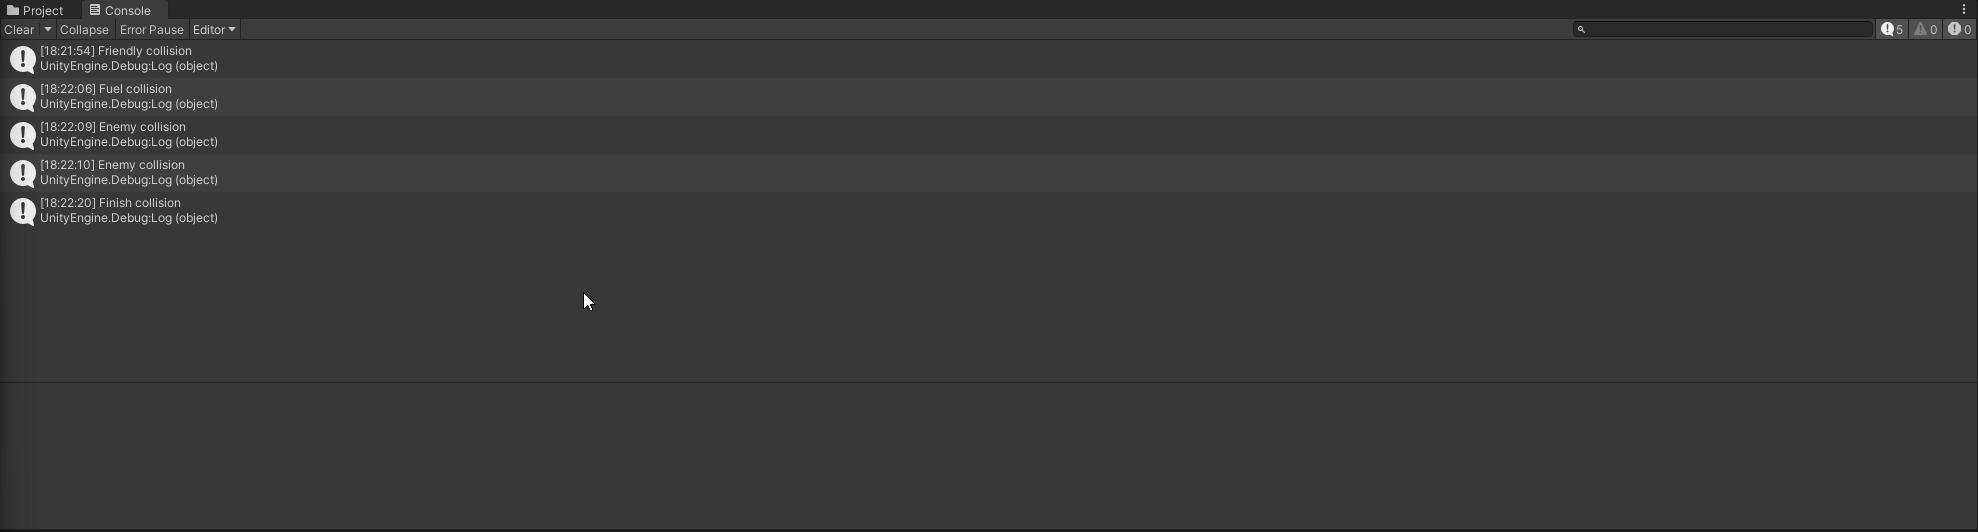 Project Console
Clear Collapse Error Pause Editor 5 0 0
[18:21:54] Friendly collision
UnityEngine.Debug:Log (object)
[18:22:06] Fuel collision
UnityEngine.Debug:Log (object)
[18:22:09] Enemy collision
UnityEngine.Debug:Log (object)
[18:22:10] Enemy collision
UnityEngine.Debug:Log (object)
[18:22:20] Finish collision
UnityEngine.Debug:Log (object)